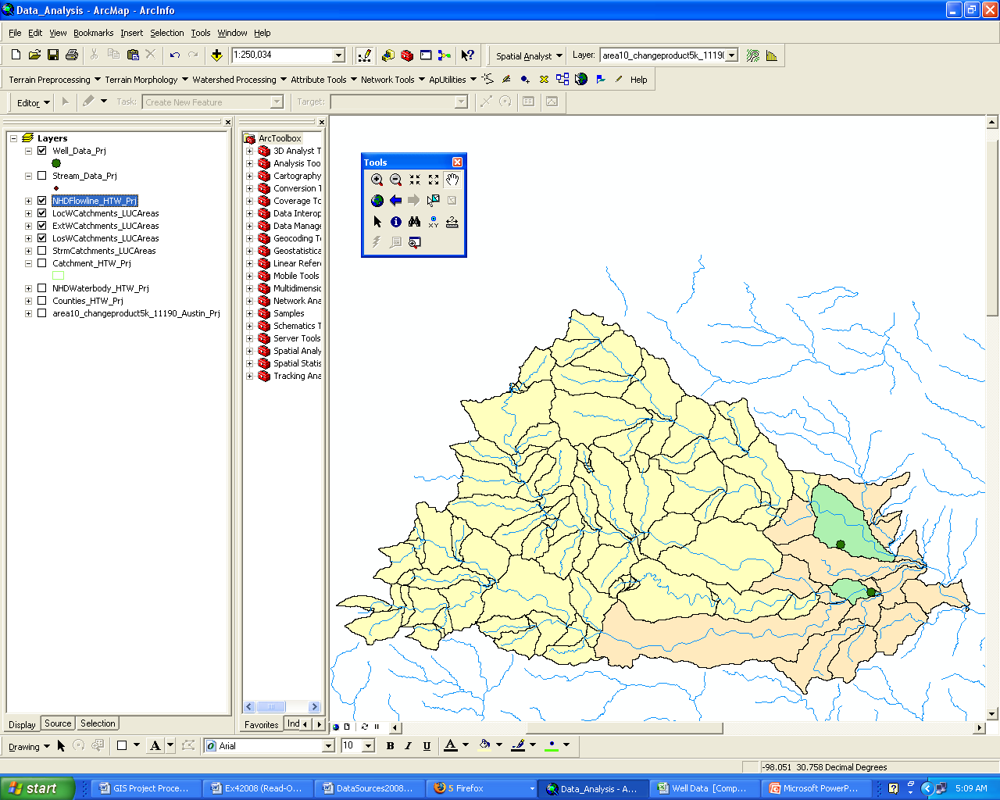 Data_Analysis - ArcMap - ArcInfo
File Edit View Bookmarks Insert Selection Tools Window Help
1:250,034 Spatial Analyst Layer: area10_changeproduct5k_11190
Terrain Preprocessing Terrain Morphology Watershed Processing Attribute Tools Network Tools ApUtilities Help
Editor Task: Create New Feature Target:
Layers
Well_Data_Prj
Stream_Data_Prj
NHDFlowline_HTW_Prj
LocWCatchments_LUCAreas
ExtWCatchments_LUCAreas
LosWCatchments_LUCAreas
StrmCatchments_LUCAreas
Catchment_HTW_Prj
NHDWaterbody_HTW_Prj
Counties_HTW_Prj
area10_changeproduct5k_11190_Austin_Prj
Display Source Selection
ArcToolbox
3D Analyst T
Analysis Too
Cartography
Conversion T
Coverage To
Data Interop
Data Manage
Geocoding To
Geostatistica
Linear Refer
Mobile Tools
Multidimensic
Network Ana
Samples
Schematics T
Server Tools
Spatial Analy
Spatial Statis
Tracking Ana
Favorites Ind
Tools
XY
Drawing A Arial 10 B I U A
-98.051 30.758 Decimal Degrees
start GIS Project Proce... Ex42008 (Read-O... DataSources2008... 5 Firefox Data_Analysis - A... Well Data [Comp... Microsoft PowerP... 5:09 AM